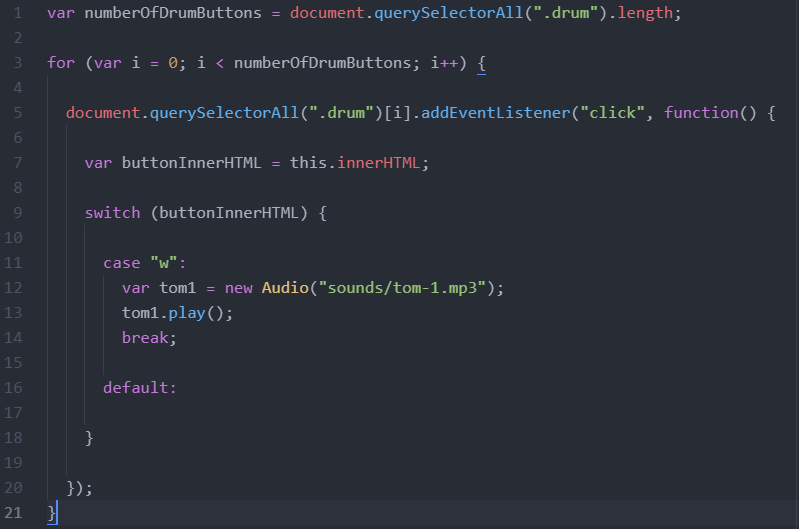 1 var numberOfDrumButtons = document.querySelectorAll(".drum").length;
2
3 for (var i = 0; i < numberOfDrumButtons; i++) {
4
5   document.querySelectorAll(".drum")[i].addEventListener("click", function() {
6
7     var buttonInnerHTML = this.innerHTML;
8
9     switch (buttonInnerHTML) {
10
11       case "w":
12         var tom1 = new Audio("sounds/tom-1.mp3");
13         tom1.play();
14         break;
15
16       default:
17
18     }
19
20   });
21 }